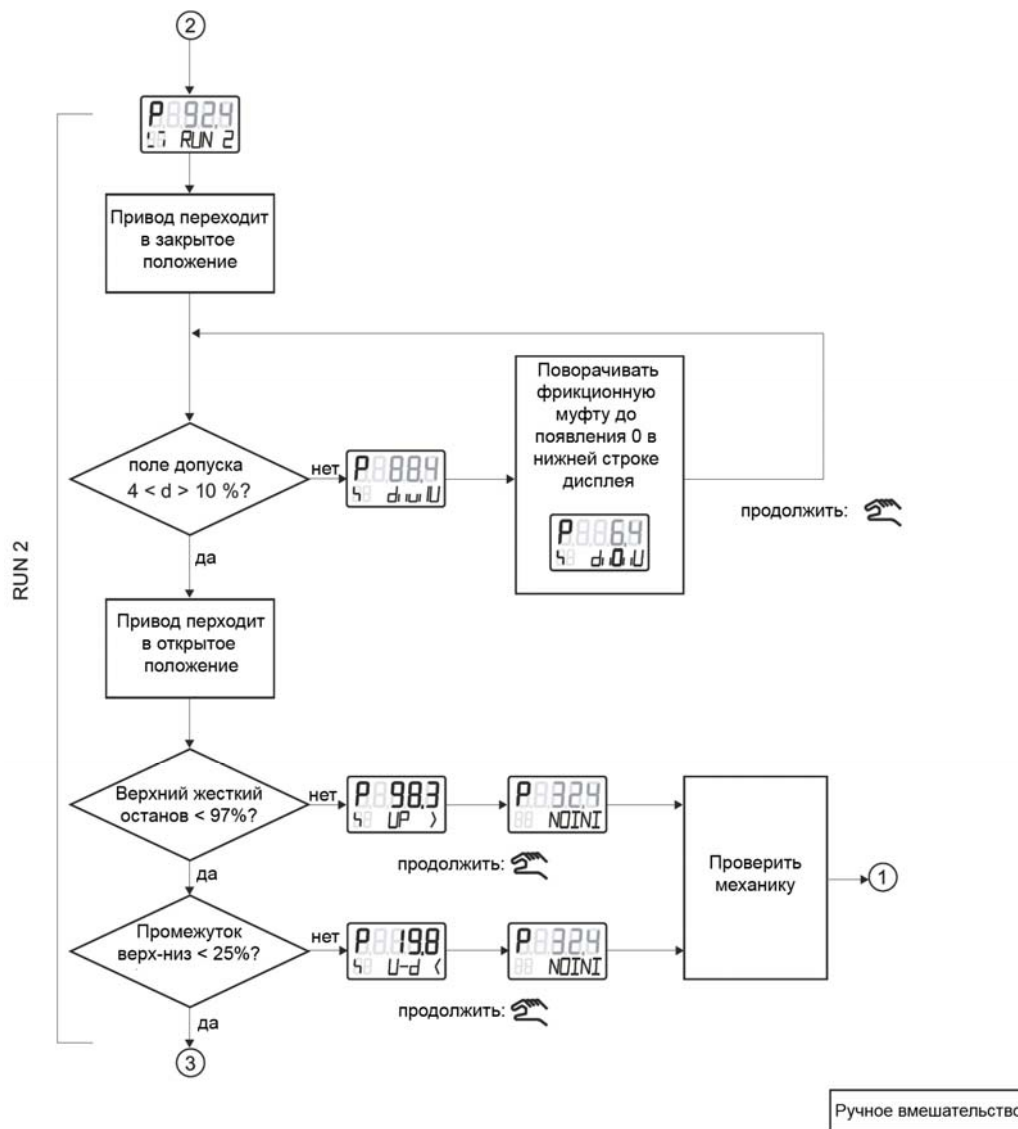 2
P 92.4
RUN 2
Привод переходит
в закрытое
положение
Поворачивать
фрикционную
муфту до
появления 0 в
нижней строке
дисплея
поле допуска
4 < d > 10 %?
нет
P 88.4
P 6.4
продолжить:
да
RUN 2
Привод перходит
в открытое
положение
Верхний жесткий
останов < 97%?
нет
P 98.3
UP >
P 32.4
NOINI
продолжить:
да
Проверить
механику
1
Промежуток
верх-низ < 25%?
нет
P 19.8
U-d <
P 32.4
NOINI
продолжить:
да
3
Ручное вмешательство